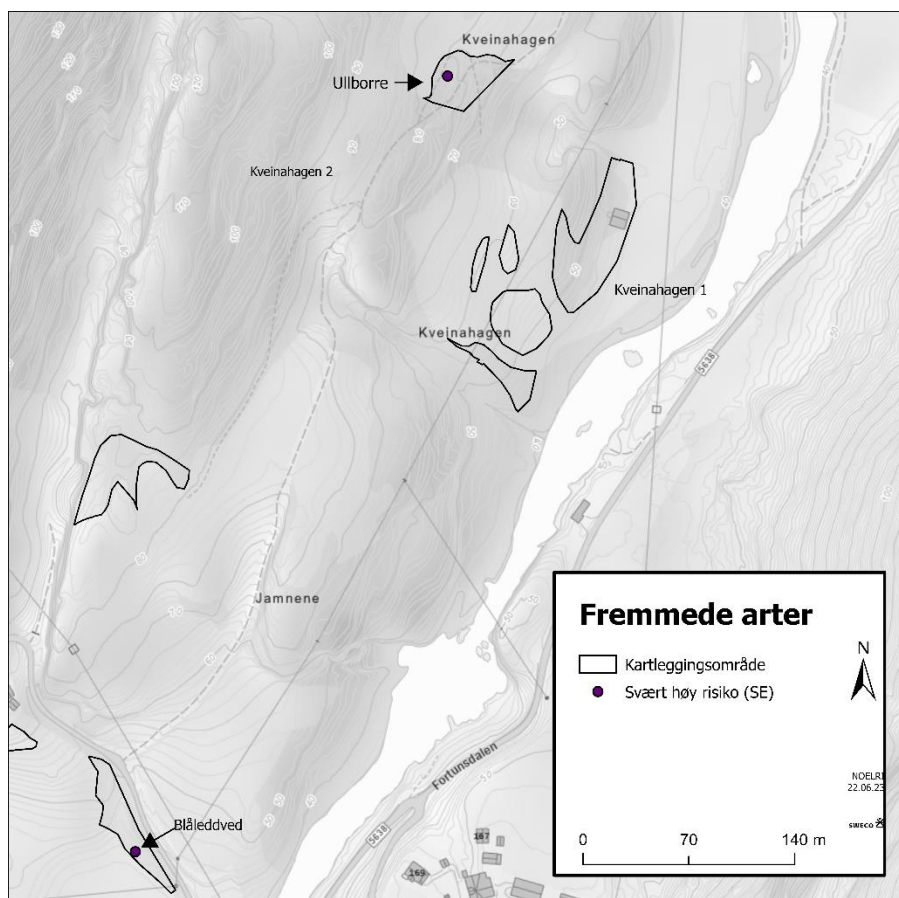 Kveinahagen
Ullborre
Kveinahagen 2
Kveinahagen 1
Kveinahagen
5638
Jamnene
Fortunsdalen
5638
Blåleddved
167
169
Fremmede arter
Kartleggingsområde
Svært høy risiko (SE)
N
NOELRI
22.06.23
SWECO
0 70 140 m